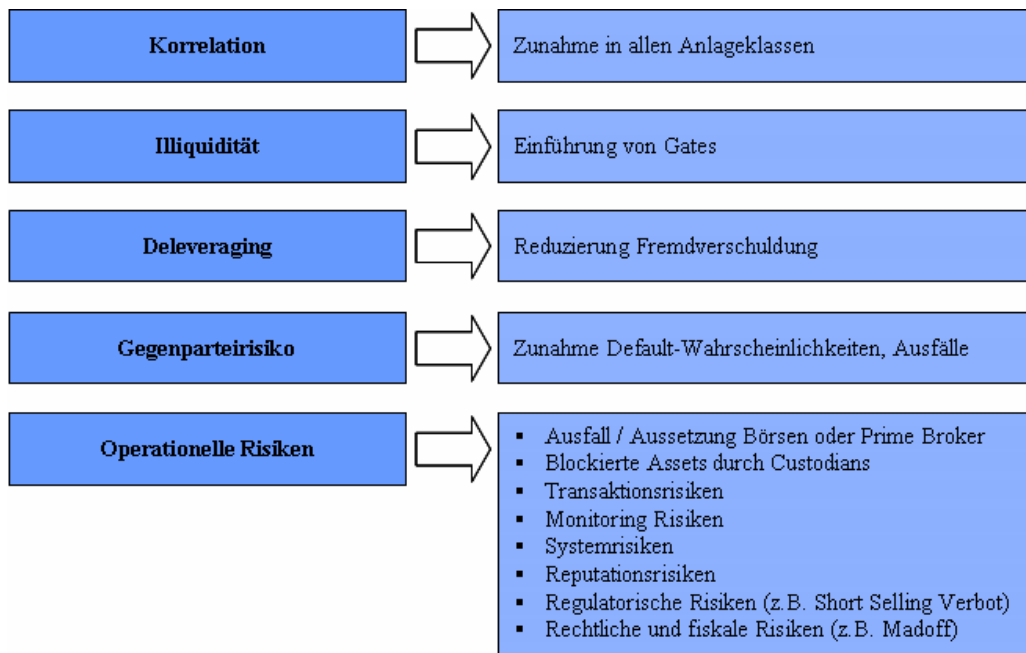 Korrelation
Zunahme in allen Anlageklassen
Illiquidität
Einführung von Gates
Deleveraging
Reduzierung Fremdverschuldung
Gegenparteirisiko
Zunahme Default-Wahrscheinlichkeiten, Ausfälle
Operationelle Risiken
▪ Ausfall / Aussetzung Börsen oder Prime Broker
▪ Blockierte Assets durch Custodians
▪ Transaktionsrisiken
▪ Monitoring Risiken
▪ Systemrisiken
▪ Reputationsrisiken
▪ Regulatorische Risiken (z.B. Short Selling Verbot)
▪ Rechtliche und fiskale Risiken (z.B. Madoff)